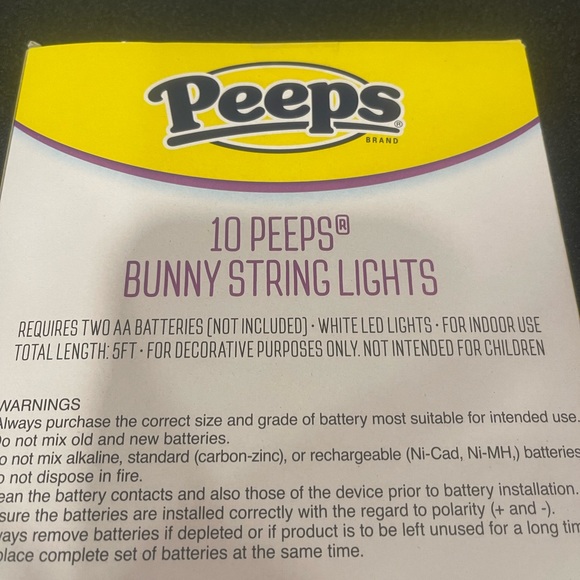 Peeps®
BRAND
10 PEEPS®
BUNNY STRING LIGHTS
REQUIRES TWO AA BATTERIES (NOT INCLUDED) · WHITE LED LIGHTS · FOR INDOOR USE
TOTAL LENGTH: 5FT · FOR DECORATIVE PURPOSES ONLY. NOT INTENDED FOR CHILDREN
WARNINGS
Always purchase the correct size and grade of battery most suitable for intended use.
Do not mix old and new batteries.
o not mix alkaline, standard (carbon-zinc), or rechargeable (Ni-Cad, Ni-MH,) batteries
o not dispose in fire.
ean the battery contacts and also those of the device prior to battery installation.
sure the batteries are installed correctly with the regard to polarity (+ and -).
ways remove batteries if depleted or if product is to be left unused for a long tim
place complete set of batteries at the same time.